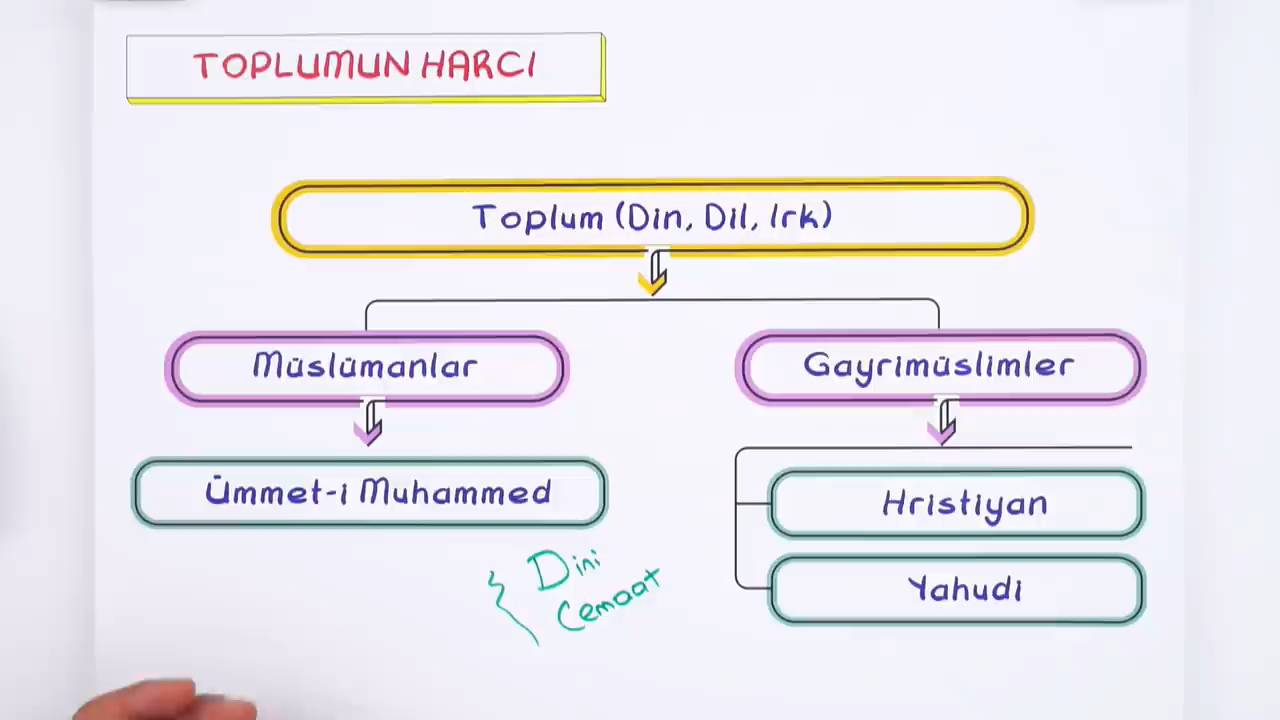 TOPLUMUN HARCI
Toplum (Din, Dil, Irk)
Müslümanlar
Gayrimüslimler
Ümmet-i Muhammed
Hristiyan
Yahudi
Dini
Cemaat